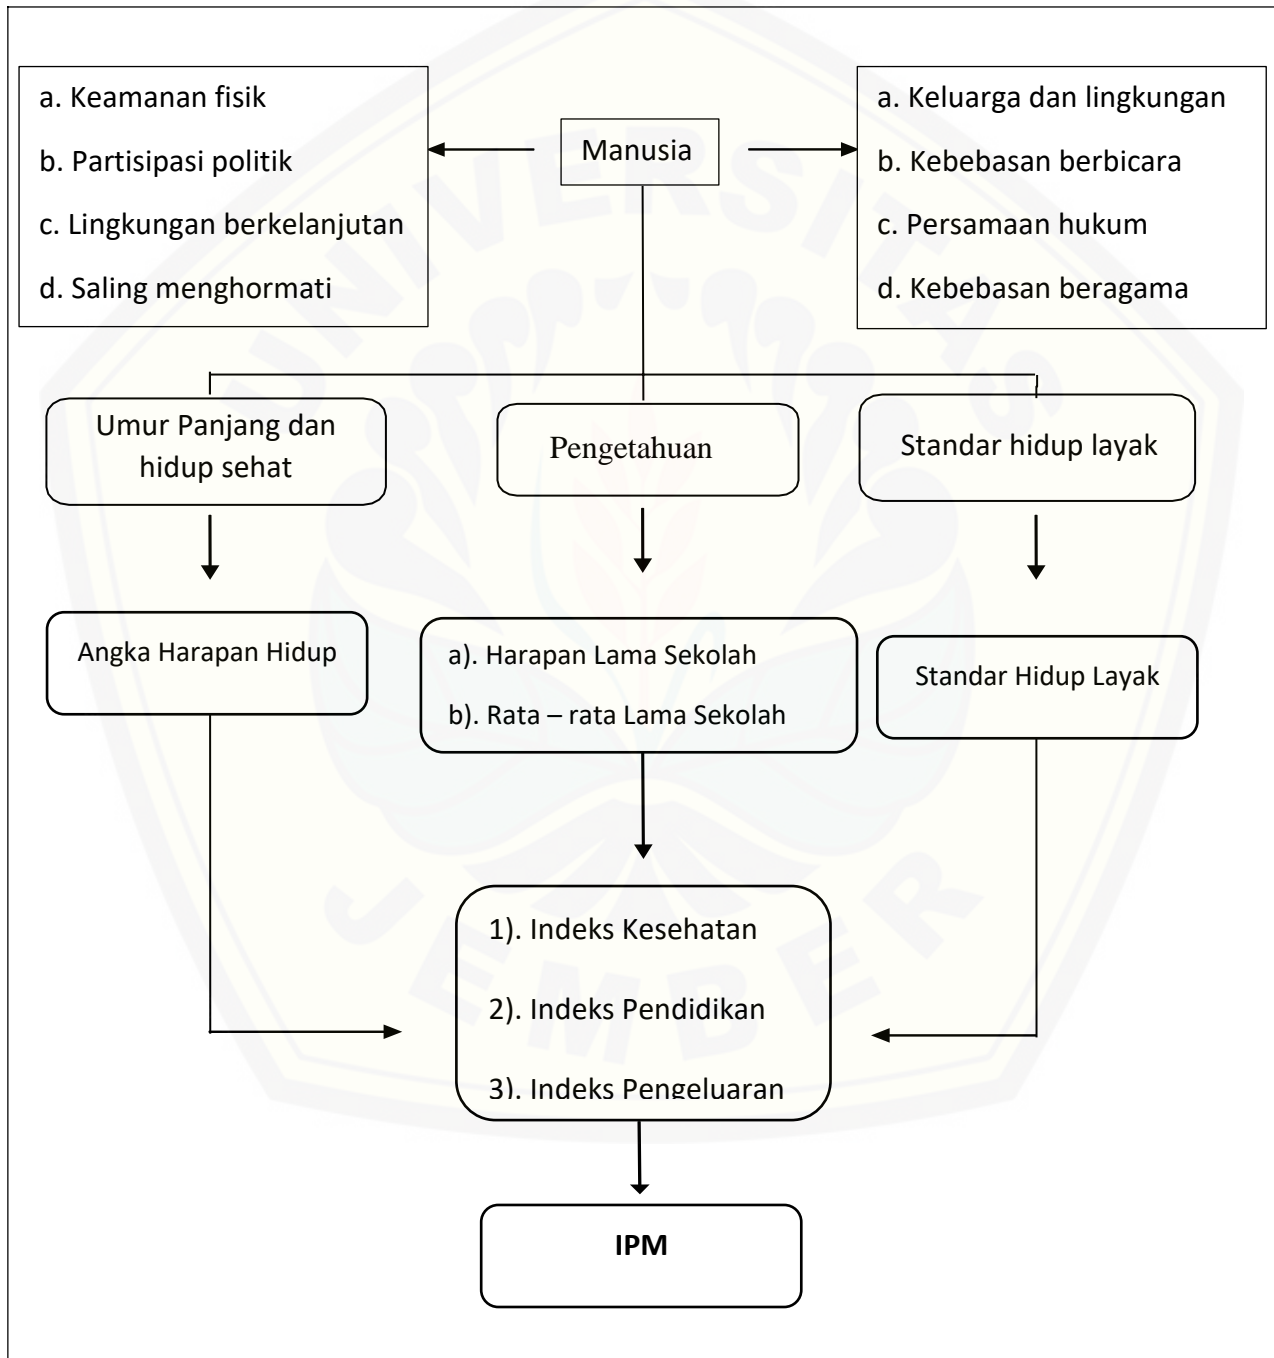 a. Keamanan fisik
b. Partisipasi politik
c. Lingkungan berkelanjutan
d. Saling menghormati
Manusia
a. Keluarga dan lingkungan
b. Kebebasan berbicara
c. Persamaan hukum
d. Kebebasan beragama
Umur Panjang dan
hidup sehat
Pengetahuan
Standar hidup layak
Angka Harapan Hidup
a). Harapan Lama Sekolah
b). Rata – rata Lama Sekolah
Standar Hidup Layak
1). Indeks Kesehatan
2). Indeks Pendidikan
3). Indeks Pengeluaran
IPM
UNIVERSITAS
JEMBER